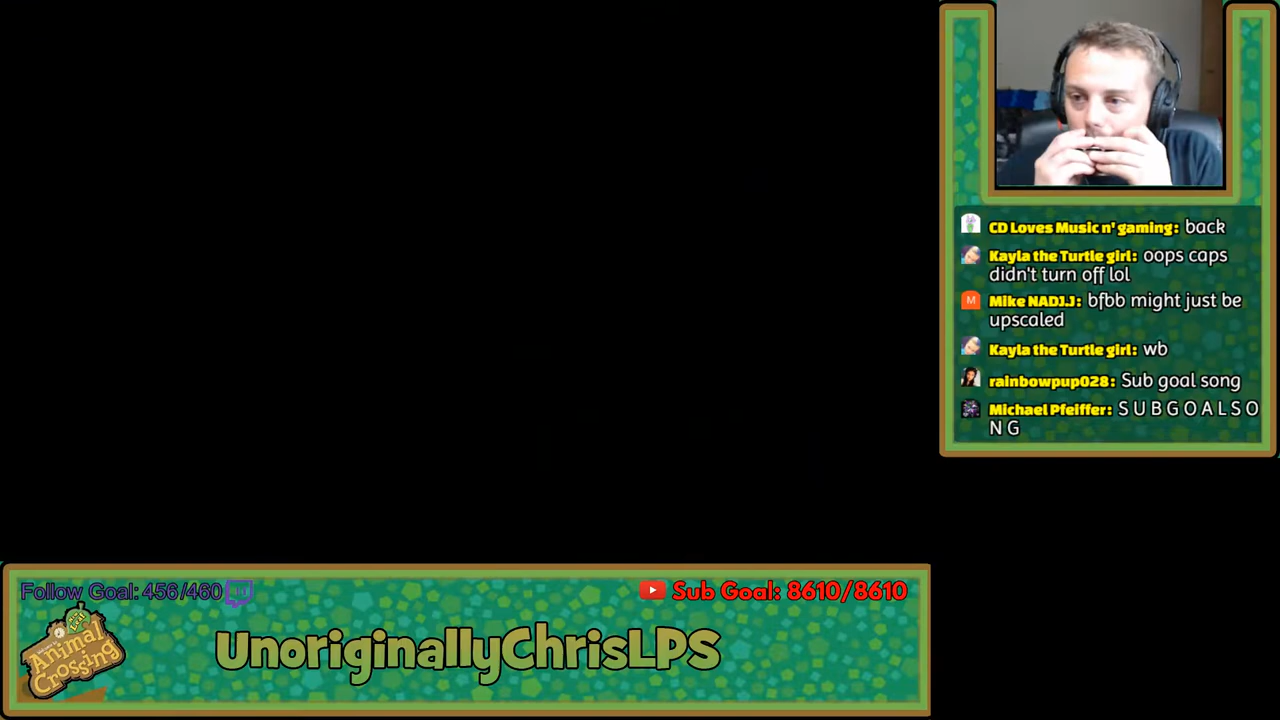 CD Loves Music n' gaming: back
Kayla the Turtle girl: oops caps
didn't turn off lol
M
Mike NADJ.J: bfbb might just be
upscaled
Kayla the Turtle girl: wb
rainbowpup028: Sub goal song
Michael Pfeiffer: S U B G O A L S O
N G
Follow Goal: 456/460
Sub Goal: 8610/8610
Animal
Crossing
UnoriginallyChrisLPS